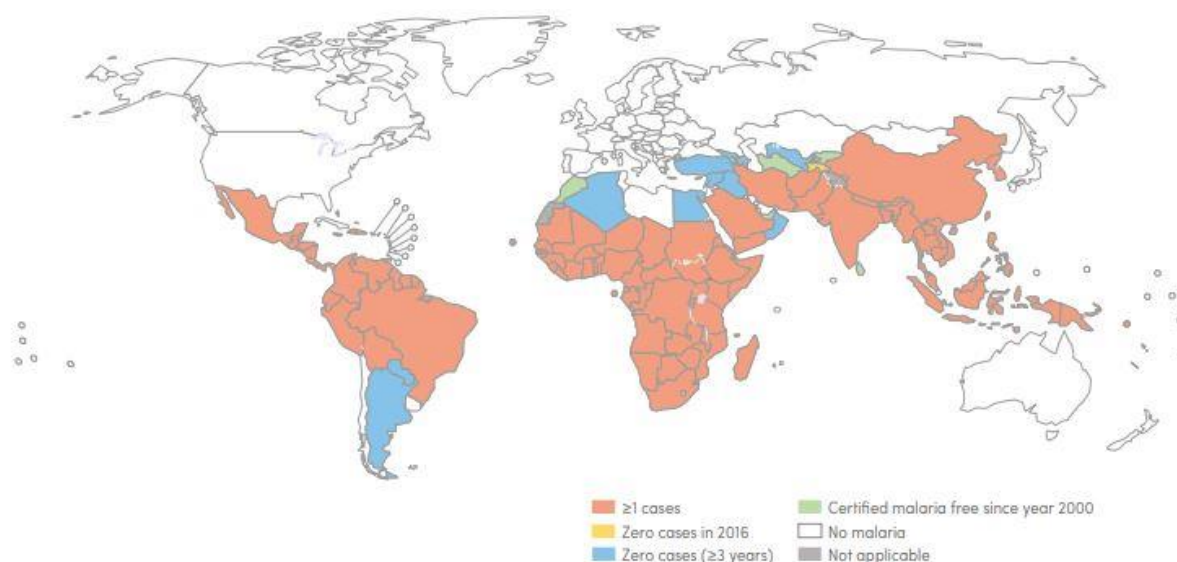 ≥1 cases
Zero cases in 2016
Zero cases (≥3 years)
Certified malaria free since year 2000
No malaria
Not applicable